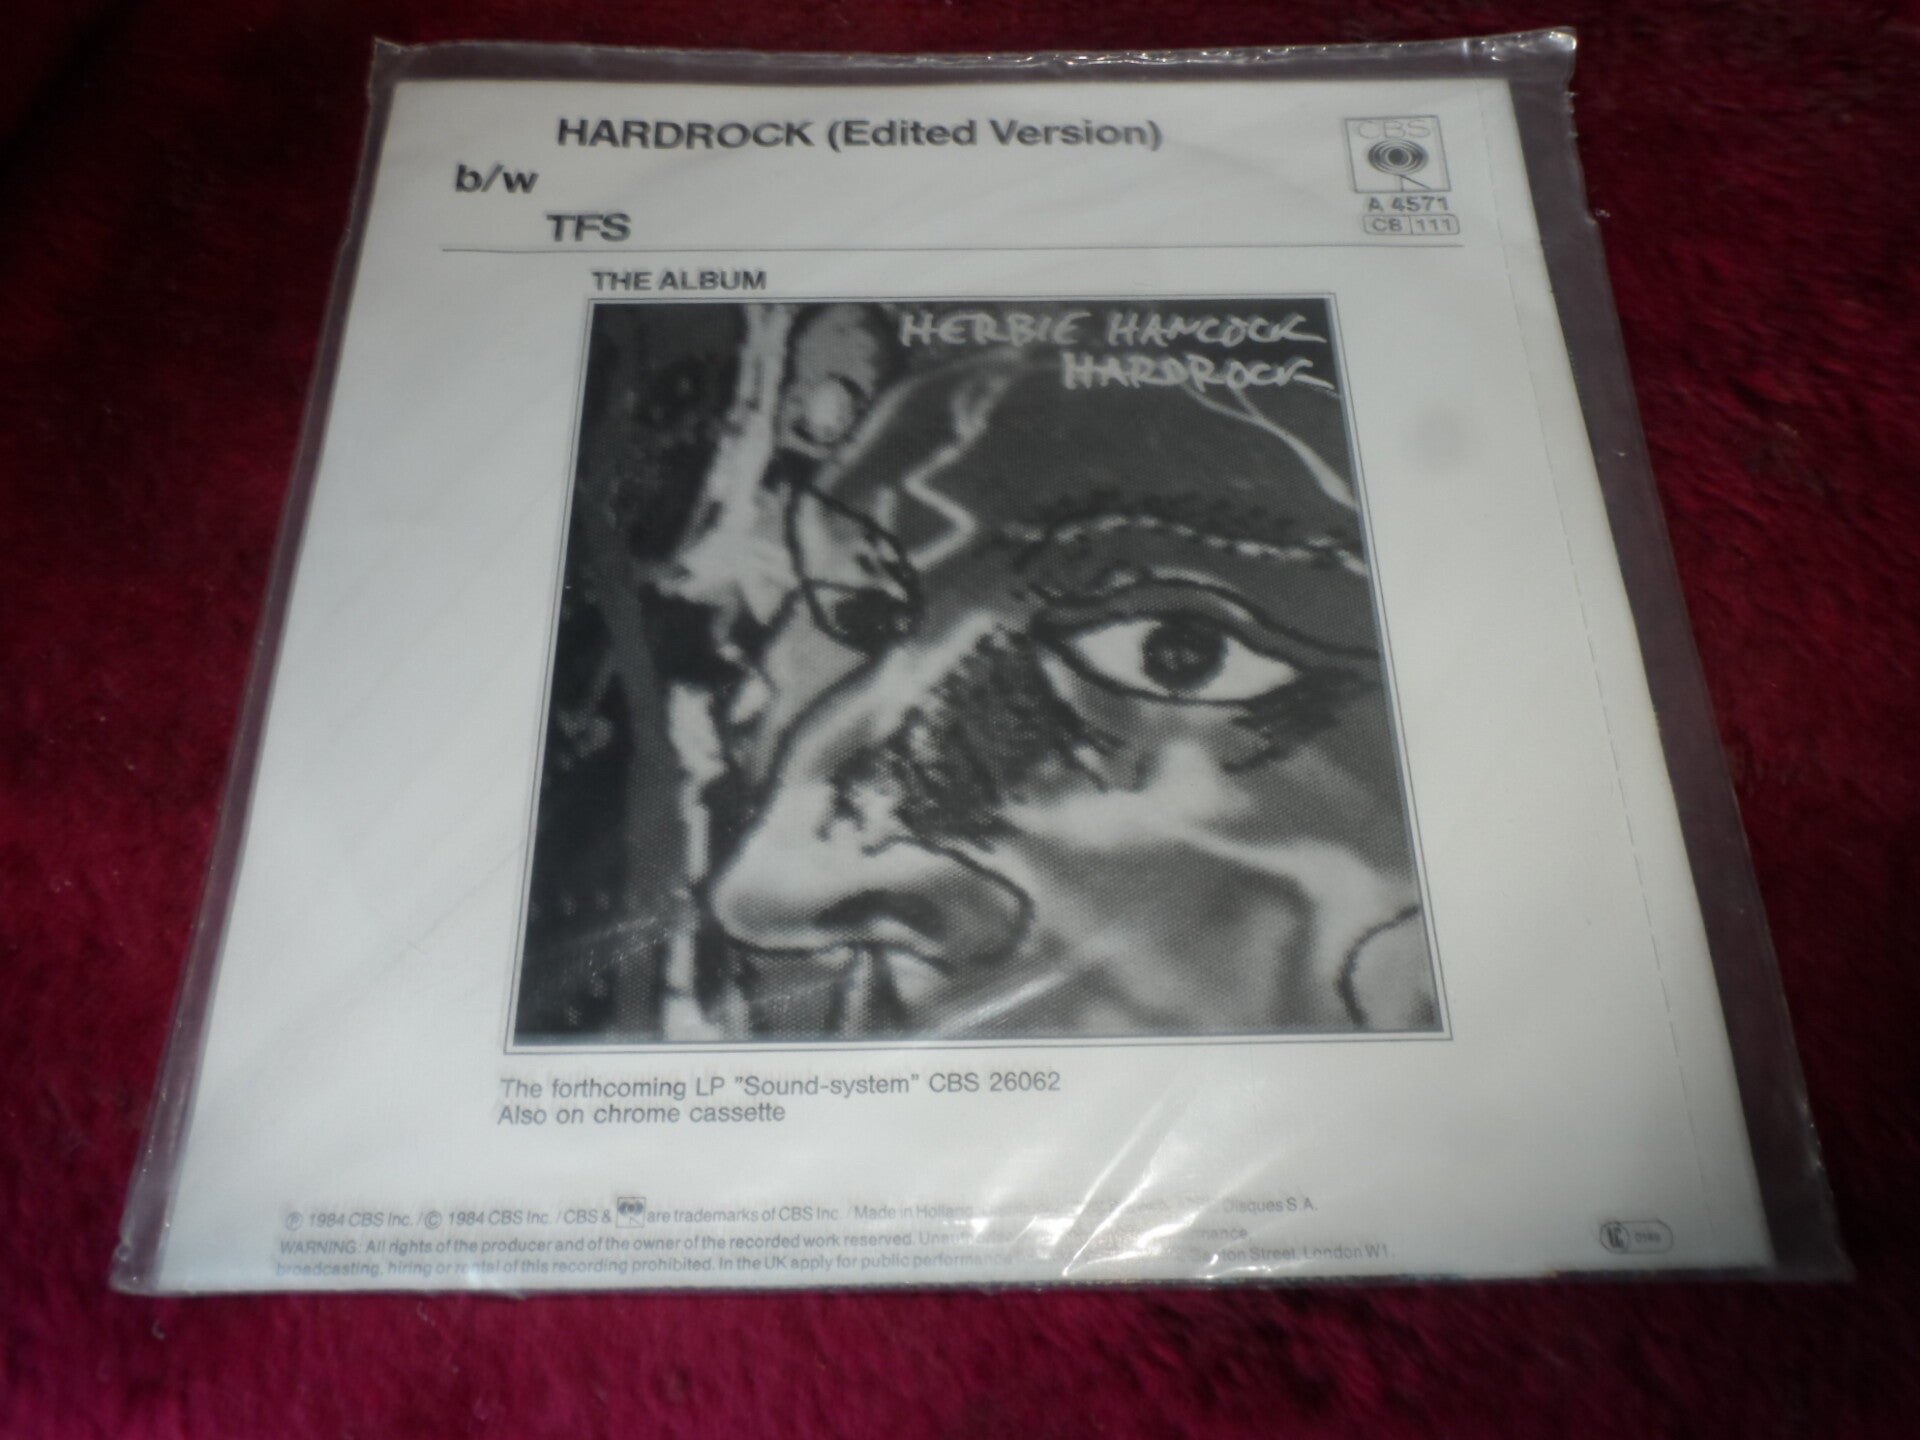 HARDROCK (Edited Version)
b/w
TFS
CBS
A 4571
CB 111
THE ALBUM
HERBIE HANCOCK
HARDROCK
The forthcoming LP "Sound-system" CBS 26062
Also on chrome cassette
℗ 1984 CBS Inc. / © 1984 CBS Inc. / CBS & are trademarks of CBS Inc. / Made in Holland. Disques S.A.
WARNING: All rights of the producer and of the owner of the recorded work reserved.
broadcasting, hiring or rental of this recording prohibited. In the UK apply for public performance Street, London W1.